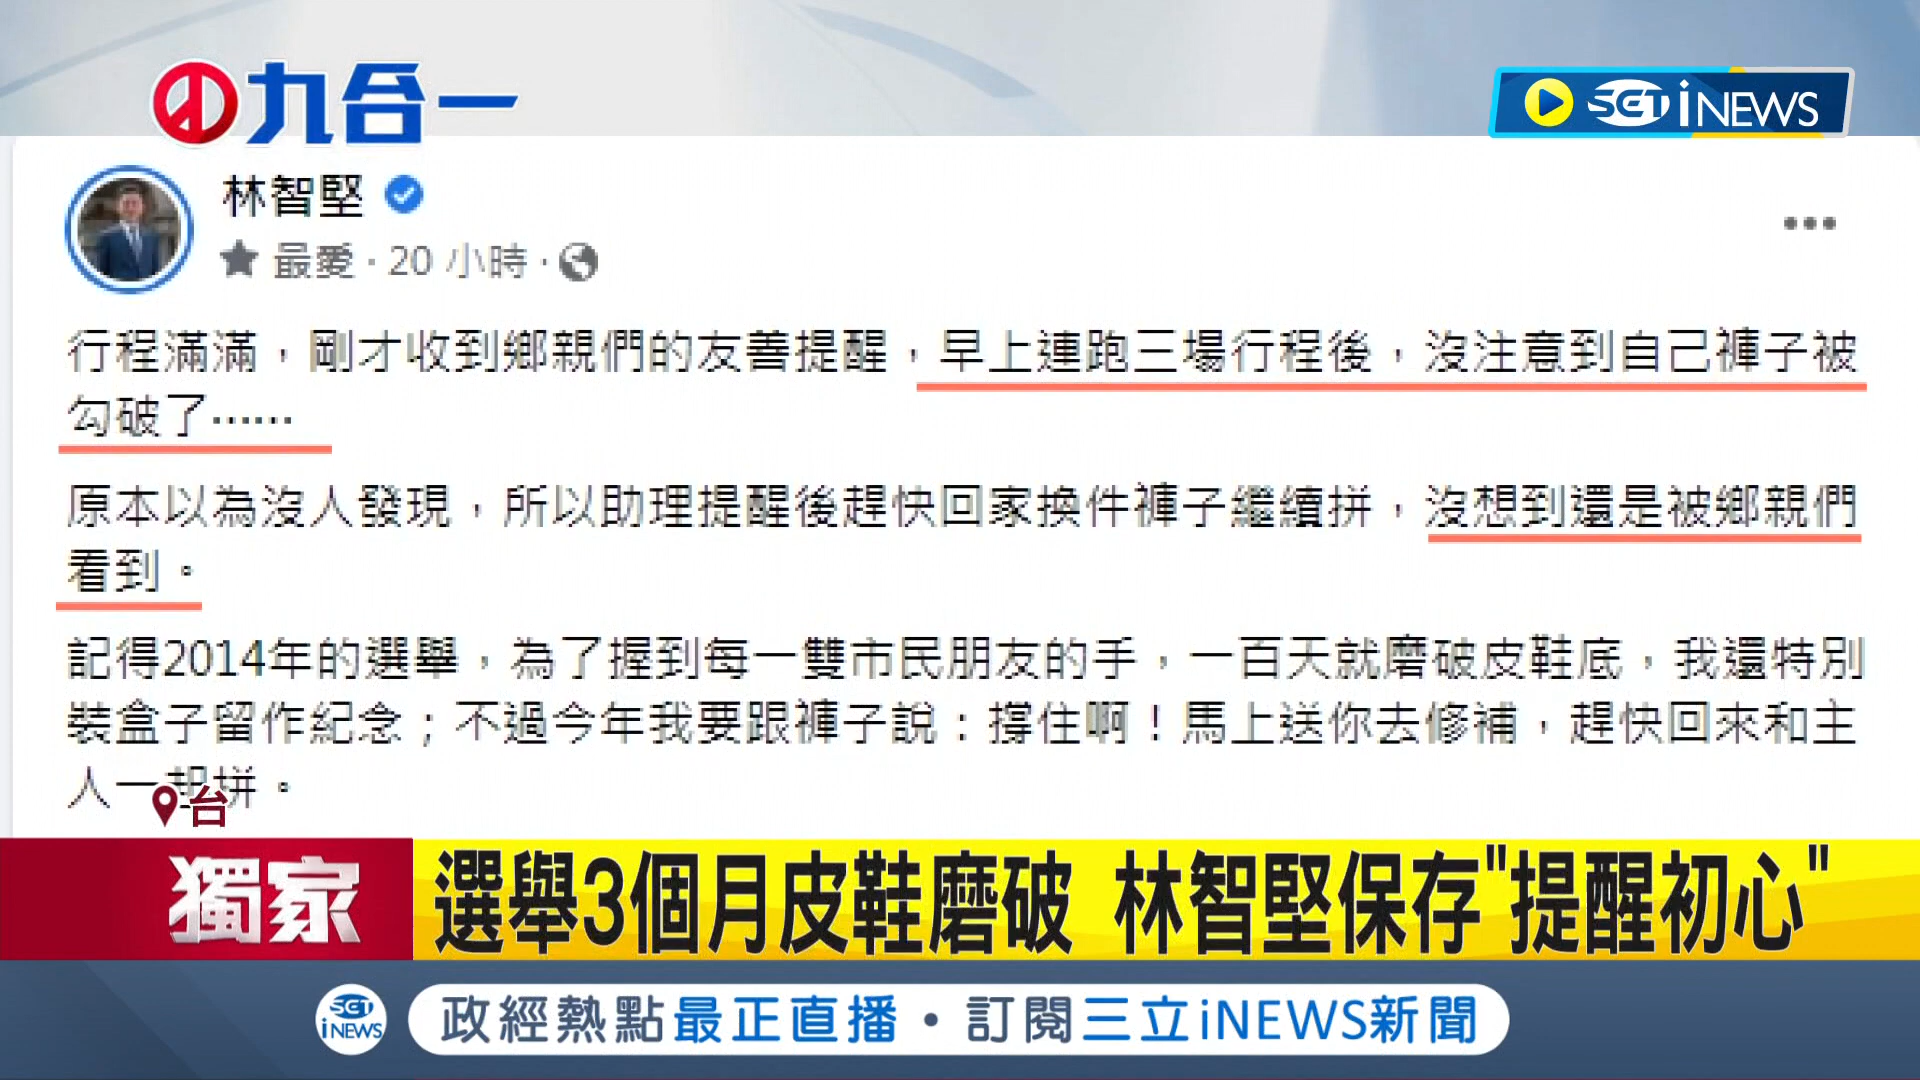 九合一
SET iNEWS
林智堅
最愛 · 20 小時 ·
行程滿滿，剛才收到鄉親們的友善提醒，早上連跑三場行程後，沒注意到自己褲子被
勾破了⋯⋯
原本以為沒人發現，所以助理提醒後趕快回家換件褲子繼續拼，沒想到還是被鄉親們
看到。
記得2014年的選舉，為了握到每一雙市民朋友的手，一百天就磨破皮鞋底，我還特別
裝盒子留作紀念；不過今年我要跟褲子說：撐住啊！馬上送你去修補，趕快回來和主
人一起拼。
台
獨家 選舉3個月皮鞋磨破 林智堅保存"提醒初心"
SET iNEWS 政經熱點最正直播・訂閱三立iNEWS新聞